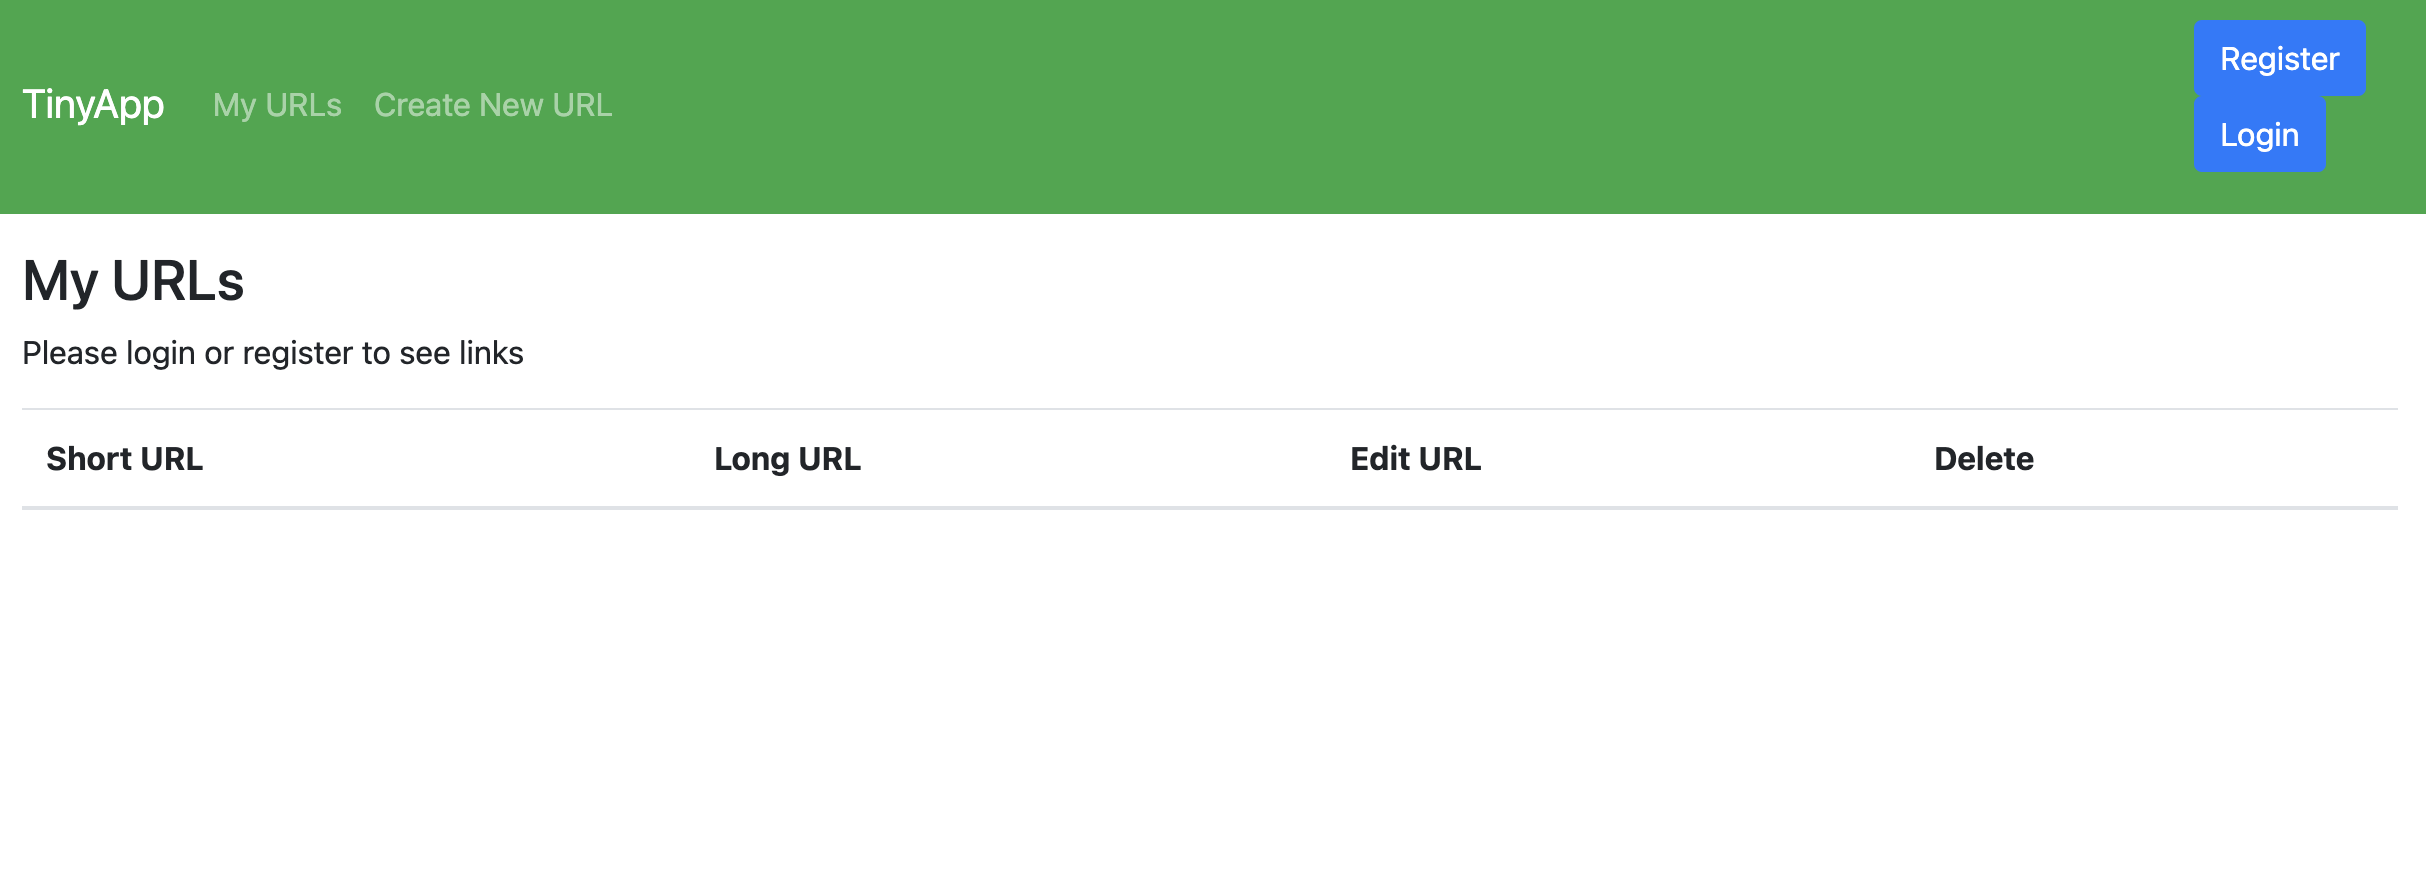 TinyApp My URLs Create New URL
Register
Login
My URLs
Please login or register to see links
Short URL Long URL Edit URL Delete